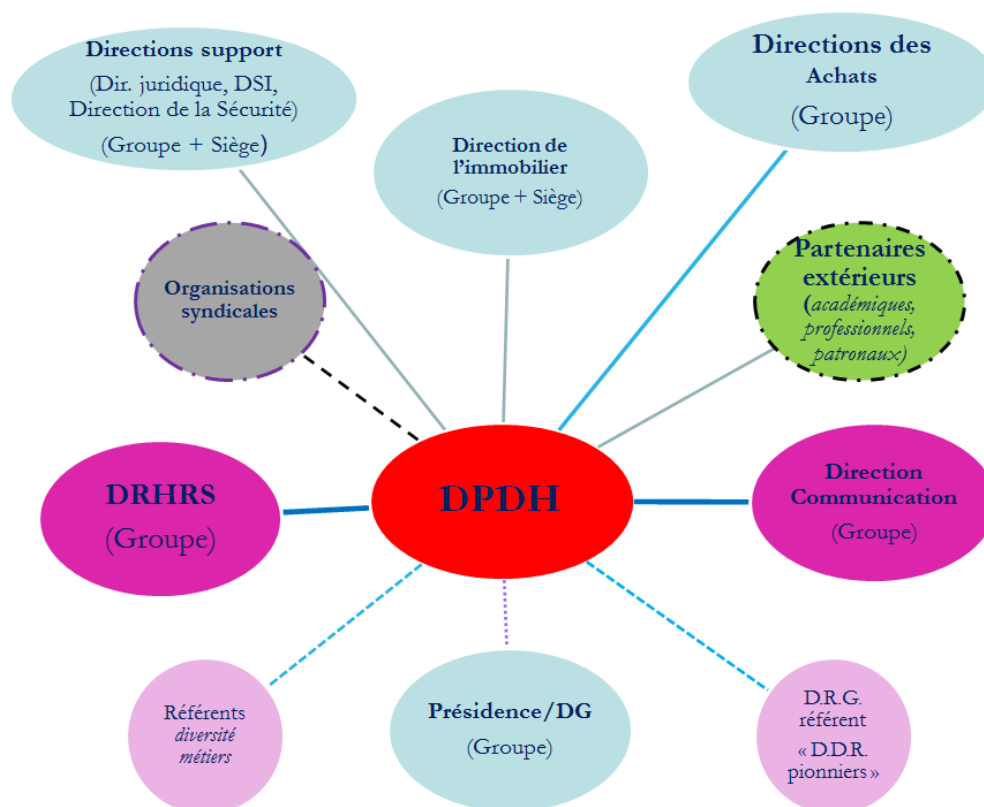 Directions support
(Dir. juridique, DSI,
Direction de la Sécurité)
(Groupe + Siège)
Directions des
Achats
(Groupe)
Direction de
l’immobilier
(Groupe + Siège)
Organisations
syndicales
Partenaires
extérieurs
(académiques,
professionnels,
patronaux)
DRHRS
(Groupe)
DPDH
Direction
Communication
(Groupe)
Référents
diversité
métiers
Présidence/DG
(Groupe)
D.R.G.
référent
« D.D.R.
pionniers »